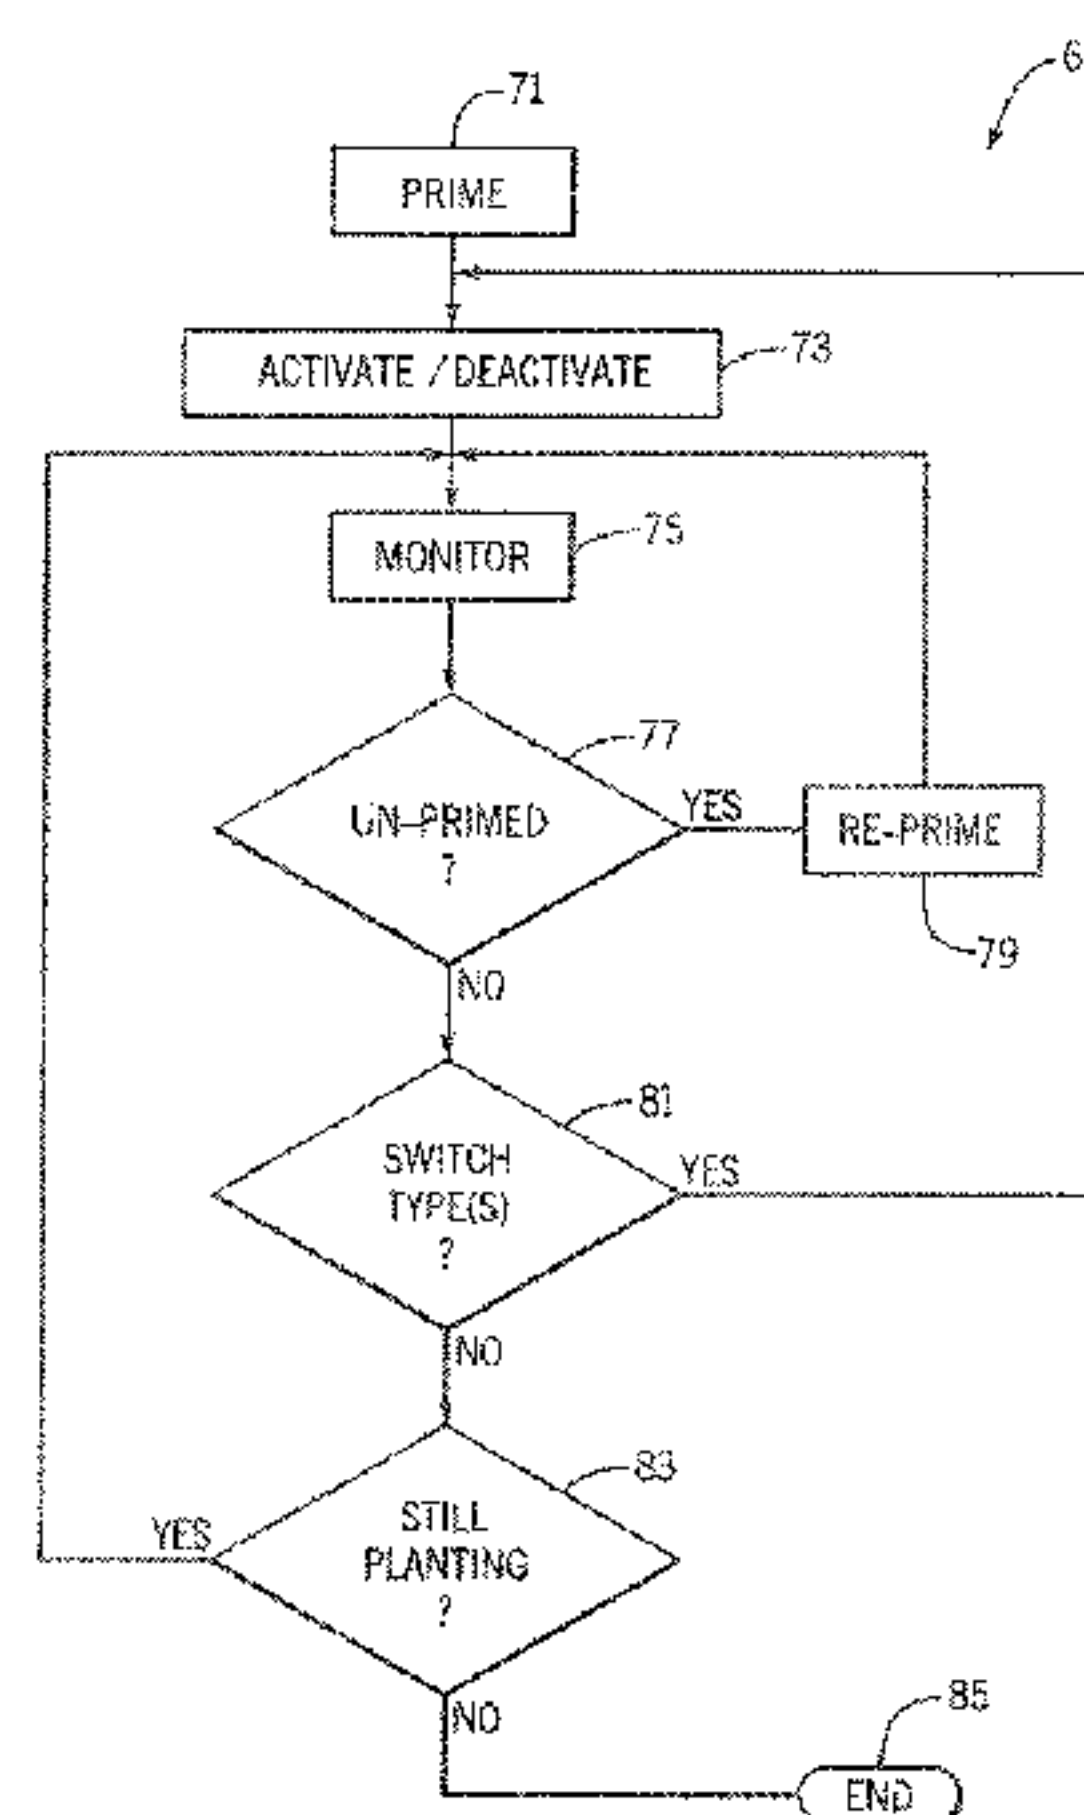 6
71
PRIME
ACTIVATE / DEACTIVATE
73
MONITOR
75
77
UN-PRIMED
?
YES
RE-PRIME
79
NO
81
SWITCH
TYPE(S)
?
YES
NO
83
STILL
PLANTING
?
YES
NO
85
END